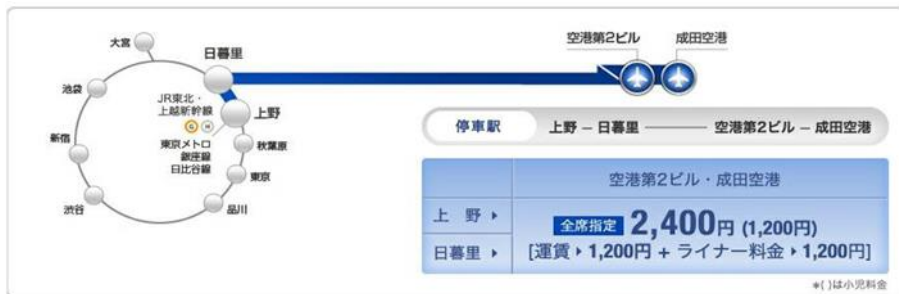 大宮
日暮里
空港第2ビル
成田空港
池袋
JR東北・
上越新幹線
上野
G H
東京メトロ
銀座線
日比谷線
新宿
秋葉原
東京
渋谷
品川
停車駅 上野 – 日暮里 ——— 空港第2ビル – 成田空港
空港第2ビル・成田空港
上 野 ▸
全席指定 2,400円 (1,200円)
日暮里 ▸
[運賃 ▸ 1,200円 + ライナー料金 ▸ 1,200円]
*( )は小児料金